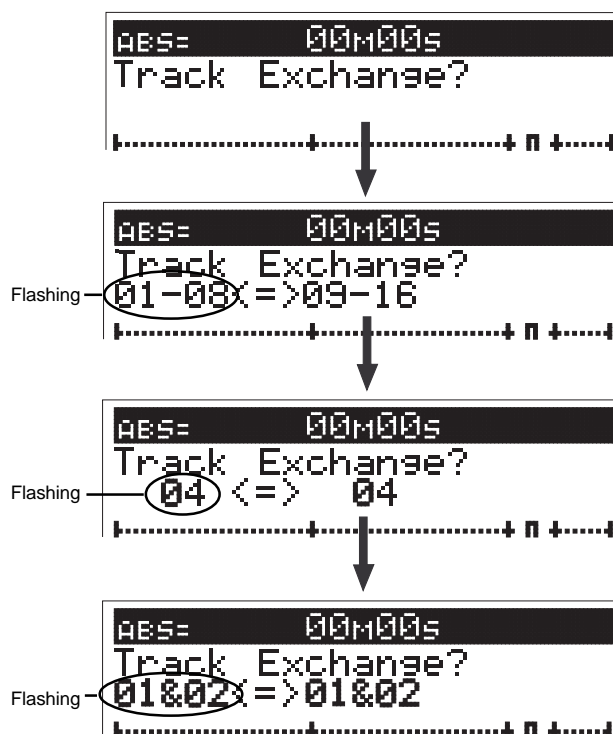 ABS= 00M00s
Track Exchange?
ABS= 00M00s
Track Exchange?
Flashing 01-08<=>09-16
ABS= 00M00s
Track Exchange?
Flashing 04 <=> 04
ABS= 00M00s
Track Exchange?
Flashing 01&02<=>01&02